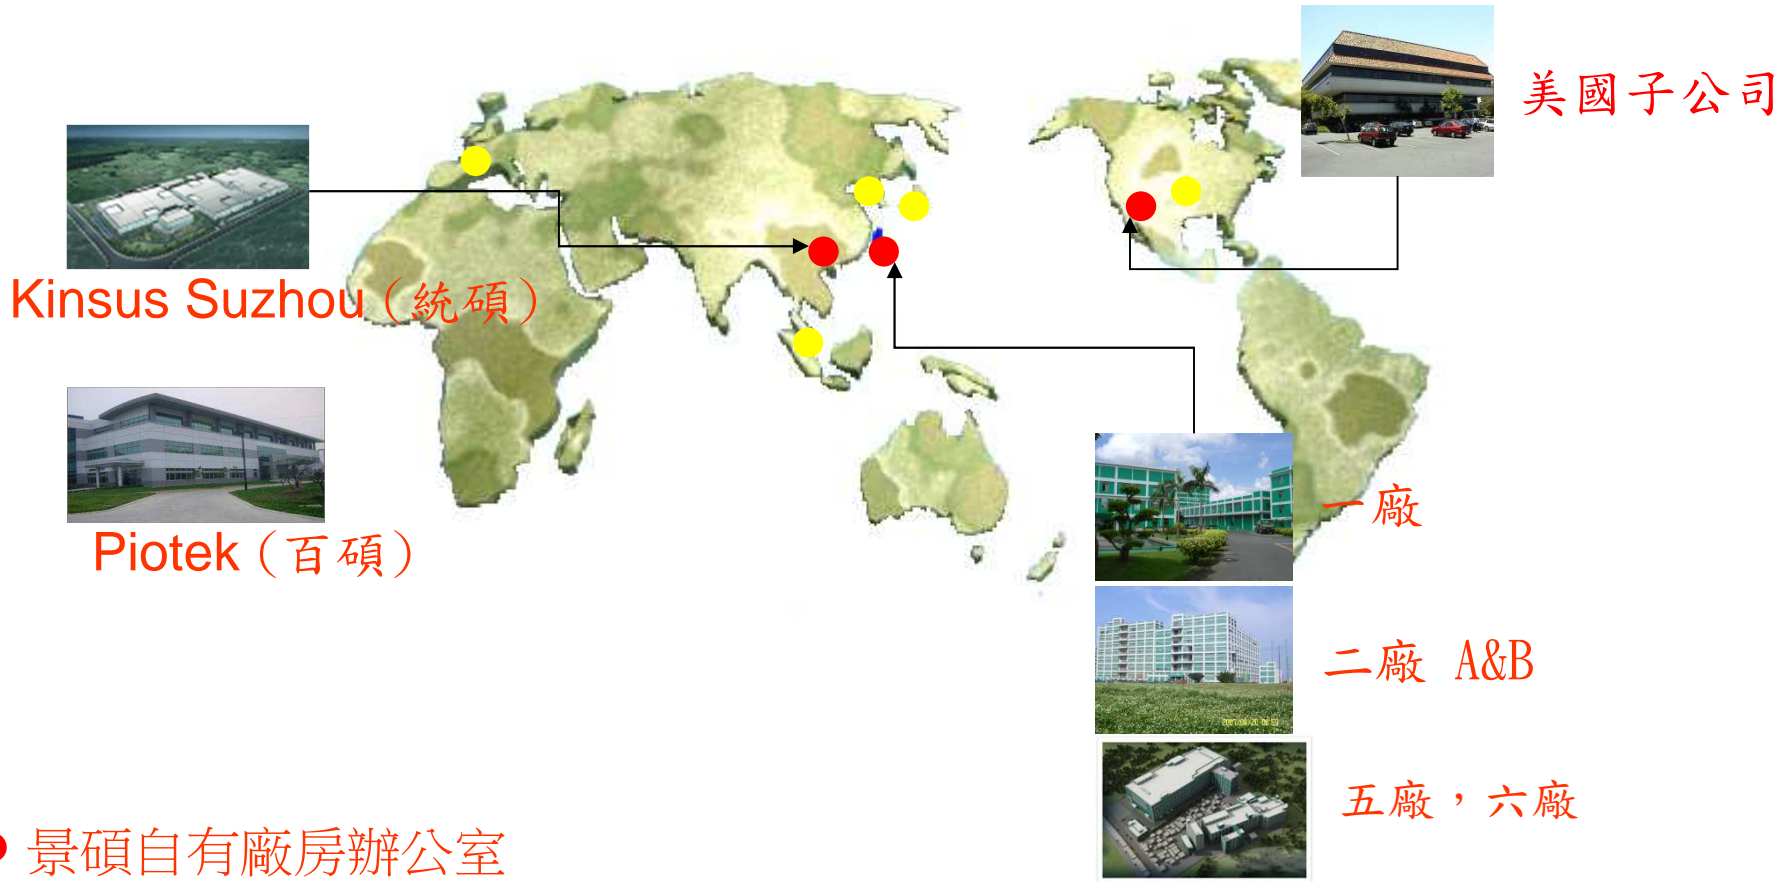 美國子公司
Kinsus Suzhou(統碩)
一廠
Piotek(百碩)
二廠 A&B
五廠，六廠
景碩自有廠房辦公室